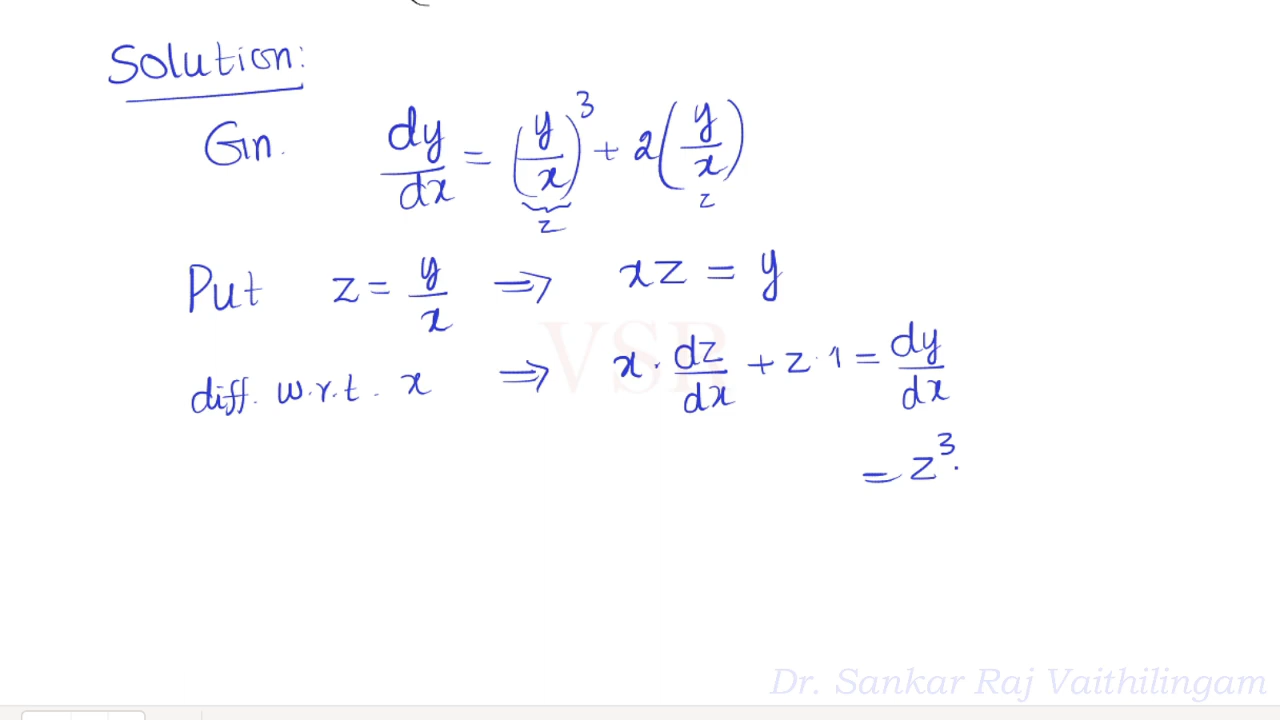 Solution:
Gn. dy/dx = (y/x)^3 + 2(y/x)
z z
Put z = y/x ⇒ xz = y
diff. w.r.t. x ⇒ x · dz/dx + z · 1 = dy/dx
= z^3.
VSR
Dr. Sankar Raj Vaithilingam